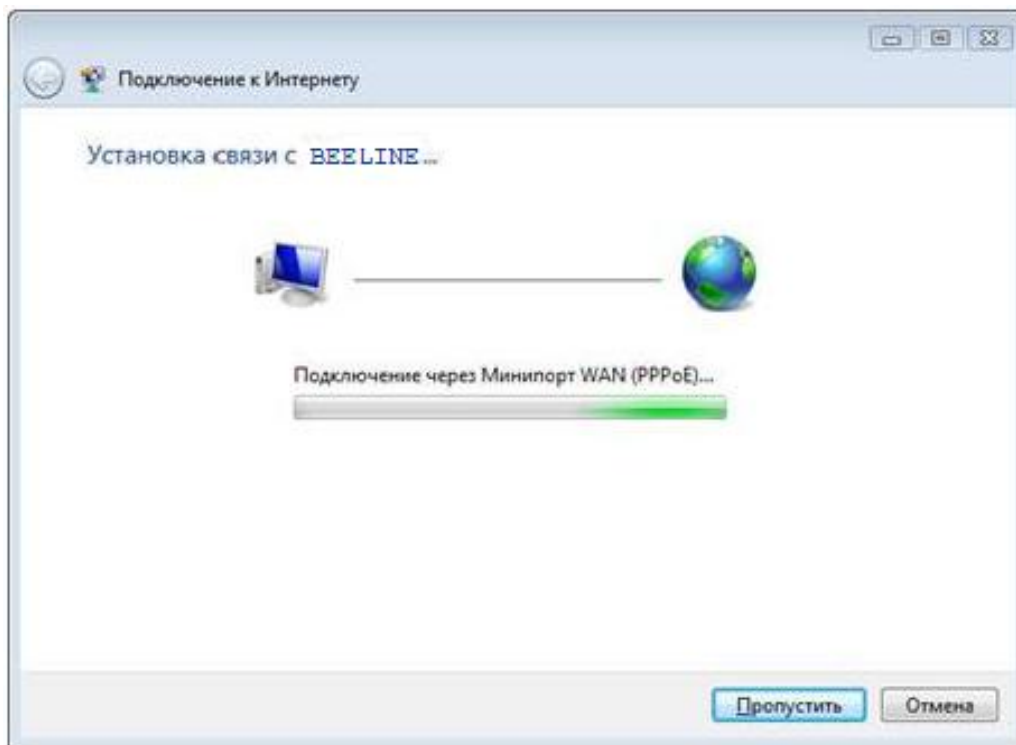 Подключение к Интернету
Установка связи с BEELINE...
Подключение через Минипорт WAN (PPPoE)...
Пропустить Отмена